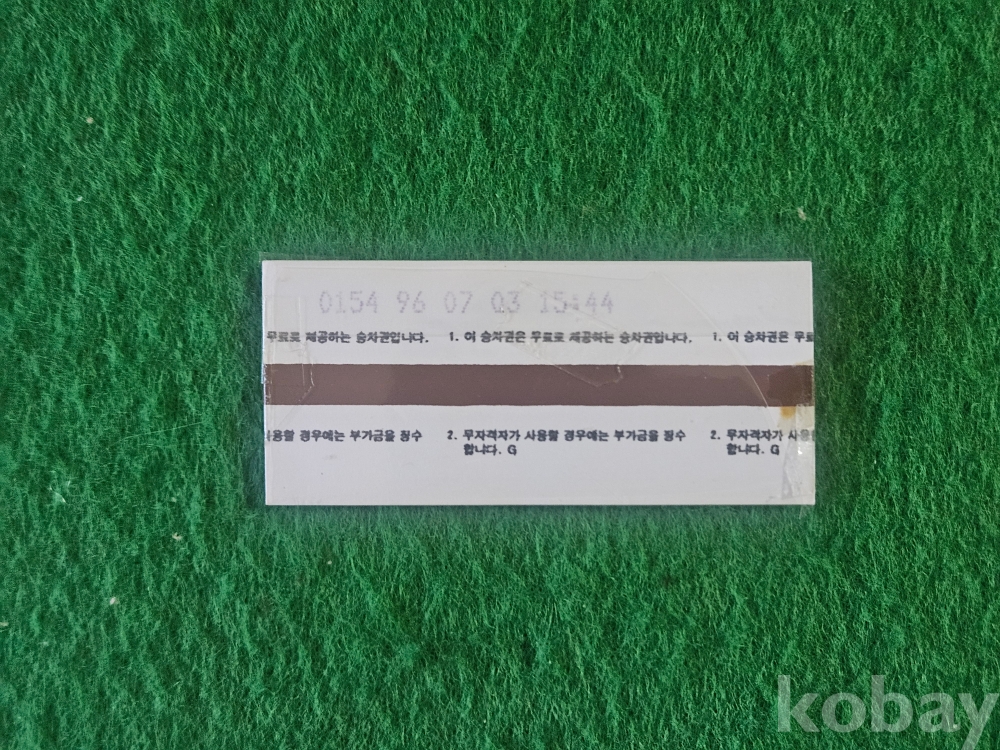 0154 96 07 03 15:44
무료로 제공하는 승차권입니다. 1. 이 승차권은 무료로 제공하는 승차권입니다. 1. 이 승차권은 무료
사용할 경우에는 부가금을 징수 2. 무자격자가 사용할 경우에는 부가금을 징수 2. 무자격자가 사용
합니다. G 합니다. G
kobay